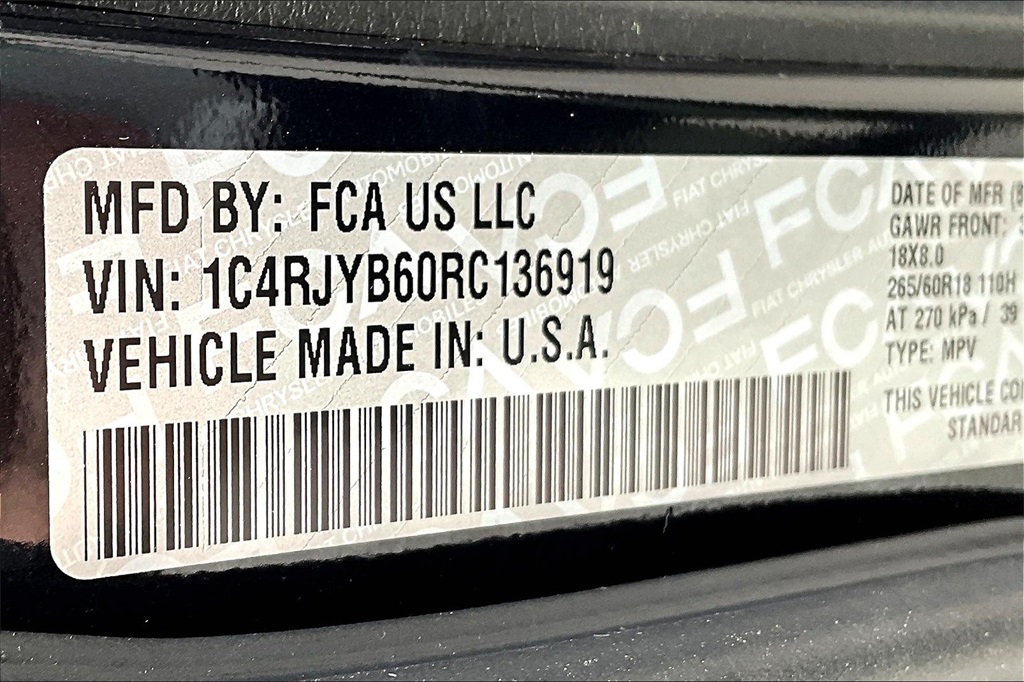 MFD BY: FCA US LLC
VIN: 1C4RJYB60RC136919
VEHICLE MADE IN: U.S.A.
DATE OF MFR
GAWR FRONT:
18X8.0
265/60R18 110H
AT 270 kPa / 39
TYPE: MPV
THIS VEHICLE